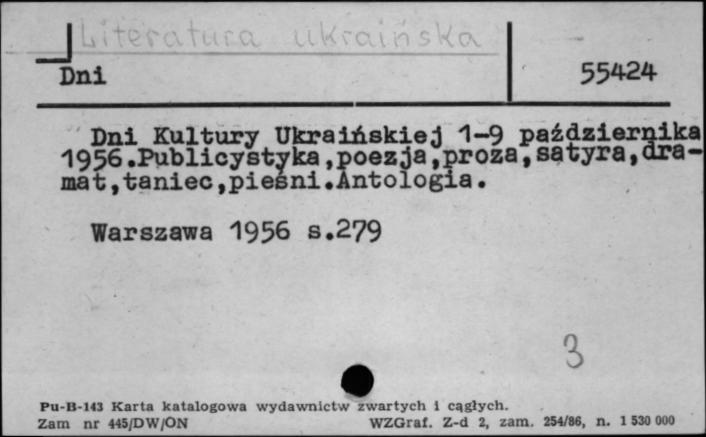 Literatura ukraińska
Dni
55424
Dni Kultury Ukraińskiej 1-9 października
1956.Publicystyka,poezja,proza,satyra,dra-
mat,taniec,pieśni.Antologia.
Warszawa 1956 s.279
3
Pu-B-143 Karta katalogowa wydawnictw zwartych i cągłych.
Zam nr 445/DW/ON WZGraf. Z-d 2, zam. 254/86, n. 1 530 000